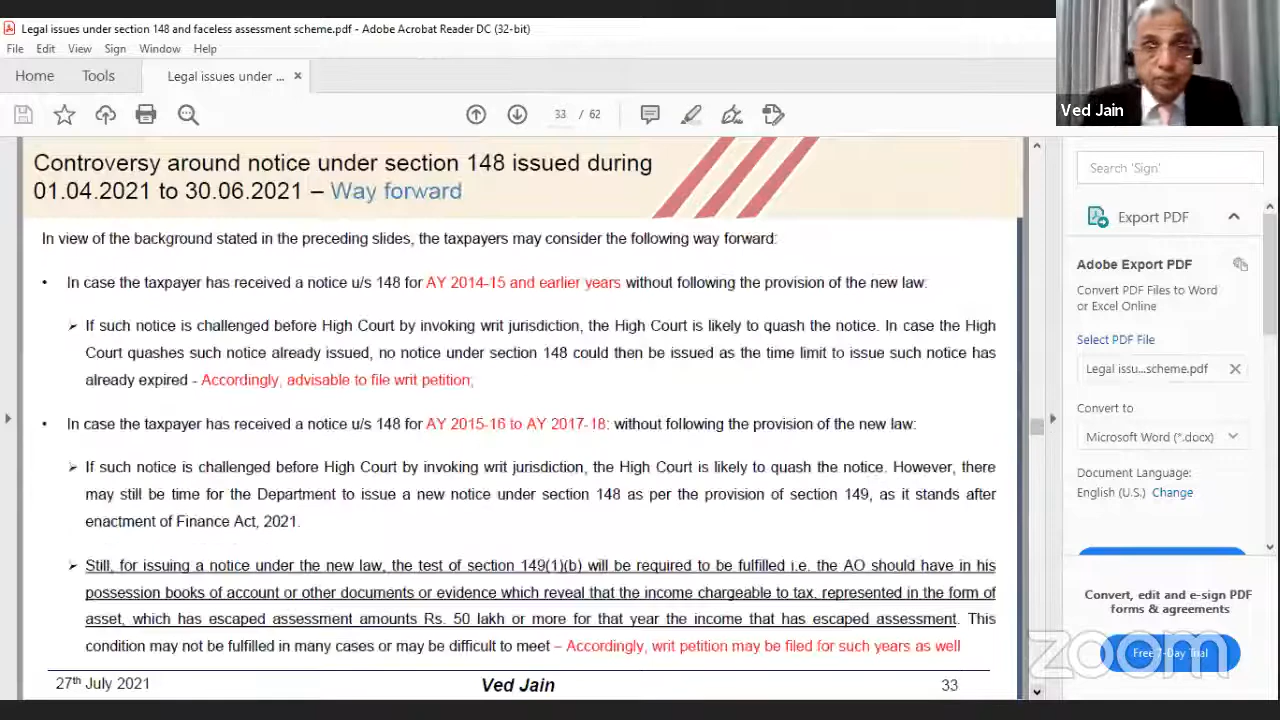 Legal issues under section 148 and faceless assessment scheme.pdf - Adobe Acrobat Reader DC (32-bit)
File Edit View Sign Window Help
Home Tools Legal issues under ... ×
33 / 62
Ved Jain
Controversy around notice under section 148 issued during
01.04.2021 to 30.06.2021 – Way forward
In view of the background stated in the preceding slides, the taxpayers may consider the following way forward:
• In case the taxpayer has received a notice u/s 148 for AY 2014-15 and earlier years without following the provision of the new law:
➢ If such notice is challenged before High Court by invoking writ jurisdiction, the High Court is likely to quash the notice. In case the High
Court quashes such notice already issued, no notice under section 148 could then be issued as the time limit to issue such notice has
already expired - Accordingly, advisable to file writ petition;
• In case the taxpayer has received a notice u/s 148 for AY 2015-16 to AY 2017-18: without following the provision of the new law:
➢ If such notice is challenged before High Court by invoking writ jurisdiction, the High Court is likely to quash the notice. However, there
may still be time for the Department to issue a new notice under section 148 as per the provision of section 149, as it stands after
enactment of Finance Act, 2021.
➢ Still, for issuing a notice under the new law, the test of section 149(1)(b) will be required to be fulfilled i.e. the AO should have in his
possession books of account or other documents or evidence which reveal that the income chargeable to tax, represented in the form of
asset, which has escaped assessment amounts Rs. 50 lakh or more for that year the income that has escaped assessment. This
condition may not be fulfilled in many cases or may be difficult to meet – Accordingly, writ petition may be filed for such years as well
27th July 2021 Ved Jain 33
Search 'Sign'
Export PDF
Adobe Export PDF
Convert PDF Files to Word
or Excel Online
Select PDF File
Legal issu...scheme.pdf
Convert to
Microsoft Word (*.docx)
Document Language:
English (U.S.) Change
Convert, edit and e-sign PDF
forms & agreements
Free 7-Day Trial
zoom